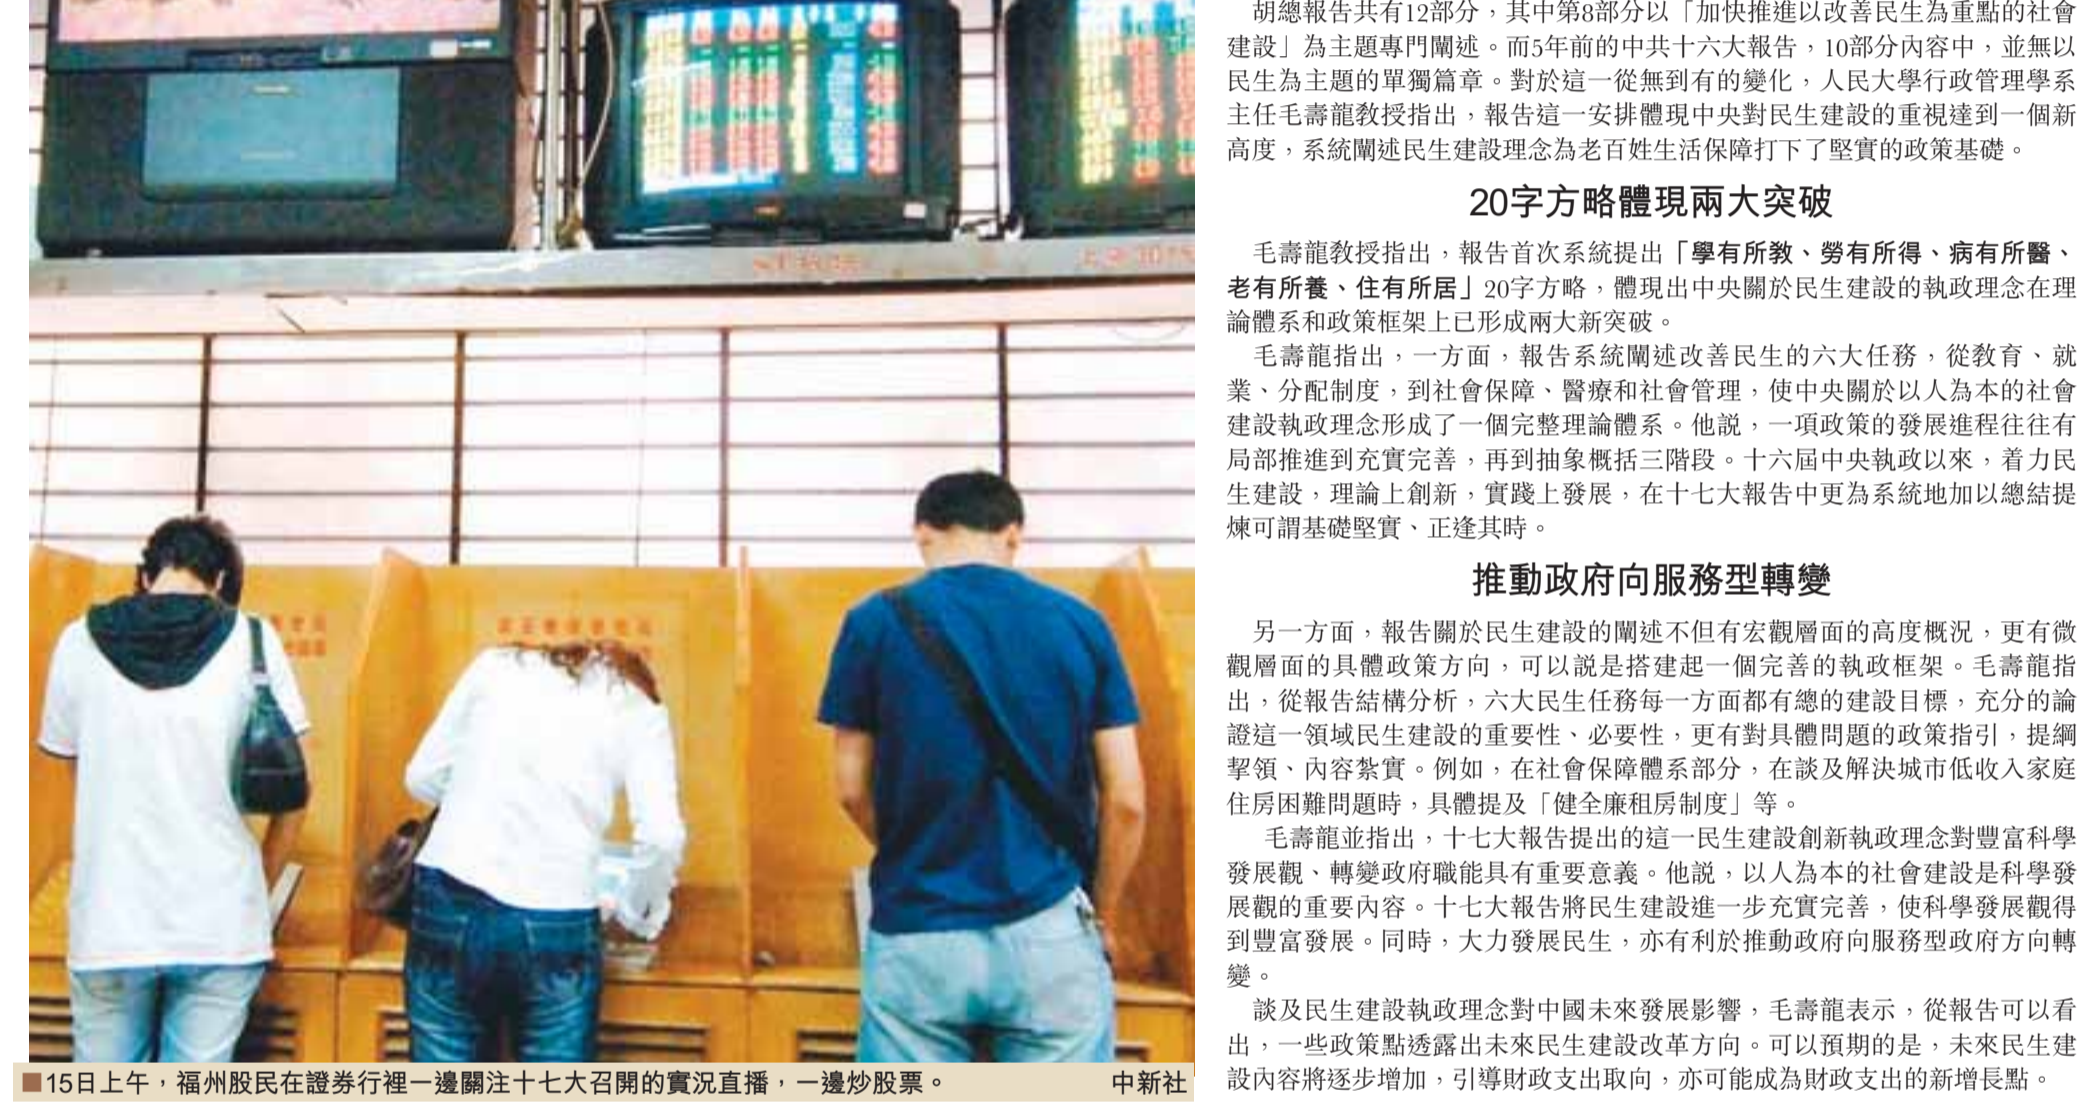 胡總報告共有12部分，其中第8部分以「加快推進以改善民生為重點的社會
建設」為主題專門闡述。而5年前的中共十六大報告，10部分內容中，並無以
民生為主題的單獨篇章。對於這一從無到有的變化，人民大學行政管理學系
主任毛壽龍教授指出，報告這一安排體現中央對民生建設的重視達到一個新
高度，系統闡述民生建設理念為老百姓生活保障打下了堅實的政策基礎。
20字方略體現兩大突破
毛壽龍教授指出，報告首次系統提出「學有所教、勞有所得、病有所醫、
老有所養、住有所居」20字方略，體現出中央關於民生建設的執政理念在理
論體系和政策框架上已形成兩大新突破。
毛壽龍指出，一方面，報告系統闡述改善民生的六大任務，從教育、就
業、分配制度，到社會保障、醫療和社會管理，使中央關於以人為本的社會
建設執政理念形成了一個完整理論體系。他説，一項政策的發展進程往往有
局部推進到充實完善，再到抽象概括三階段。十六屆中央執政以來，着力民
生建設，理論上創新，實踐上發展，在十七大報告中更為系統地加以總結提
煉可謂基礎堅實、正逢其時。
推動政府向服務型轉變
另一方面，報告關於民生建設的闡述不但有宏觀層面的高度概況，更有微
觀層面的具體政策方向，可以説是搭建起一個完善的執政框架。毛壽龍指
出，從報告結構分析，六大民生任務每一方面都有總的建設目標，充分的論
證這一領域民生建設的重要性、必要性，更有對具體問題的政策指引，提綱
挈領、內容紮實。例如，在社會保障體系部分，在談及解決城市低收入家庭
住房困難問題時，具體提及「健全廉租房制度」等。
毛壽龍並指出，十七大報告提出的這一民生建設創新執政理念對豐富科學
發展觀、轉變政府職能具有重要意義。他説，以人為本的社會建設是科學發
展觀的重要內容。十七大報告將民生建設進一步充實完善，使科學發展觀得
到豐富發展。同時，大力發展民生，亦有利於推動政府向服務型政府方向轉
變。
談及民生建設執政理念對中國未來發展影響，毛壽龍表示，從報告可以看
出，一些政策點透露出未來民生建設改革方向。可以預期的是，未來民生建
設內容將逐步增加，引導財政支出取向，亦可能成為財政支出的新增長點。
■15日上午，福州股民在證券行裡一邊關注十七大召開的實況直播，一邊炒股票。 中新社